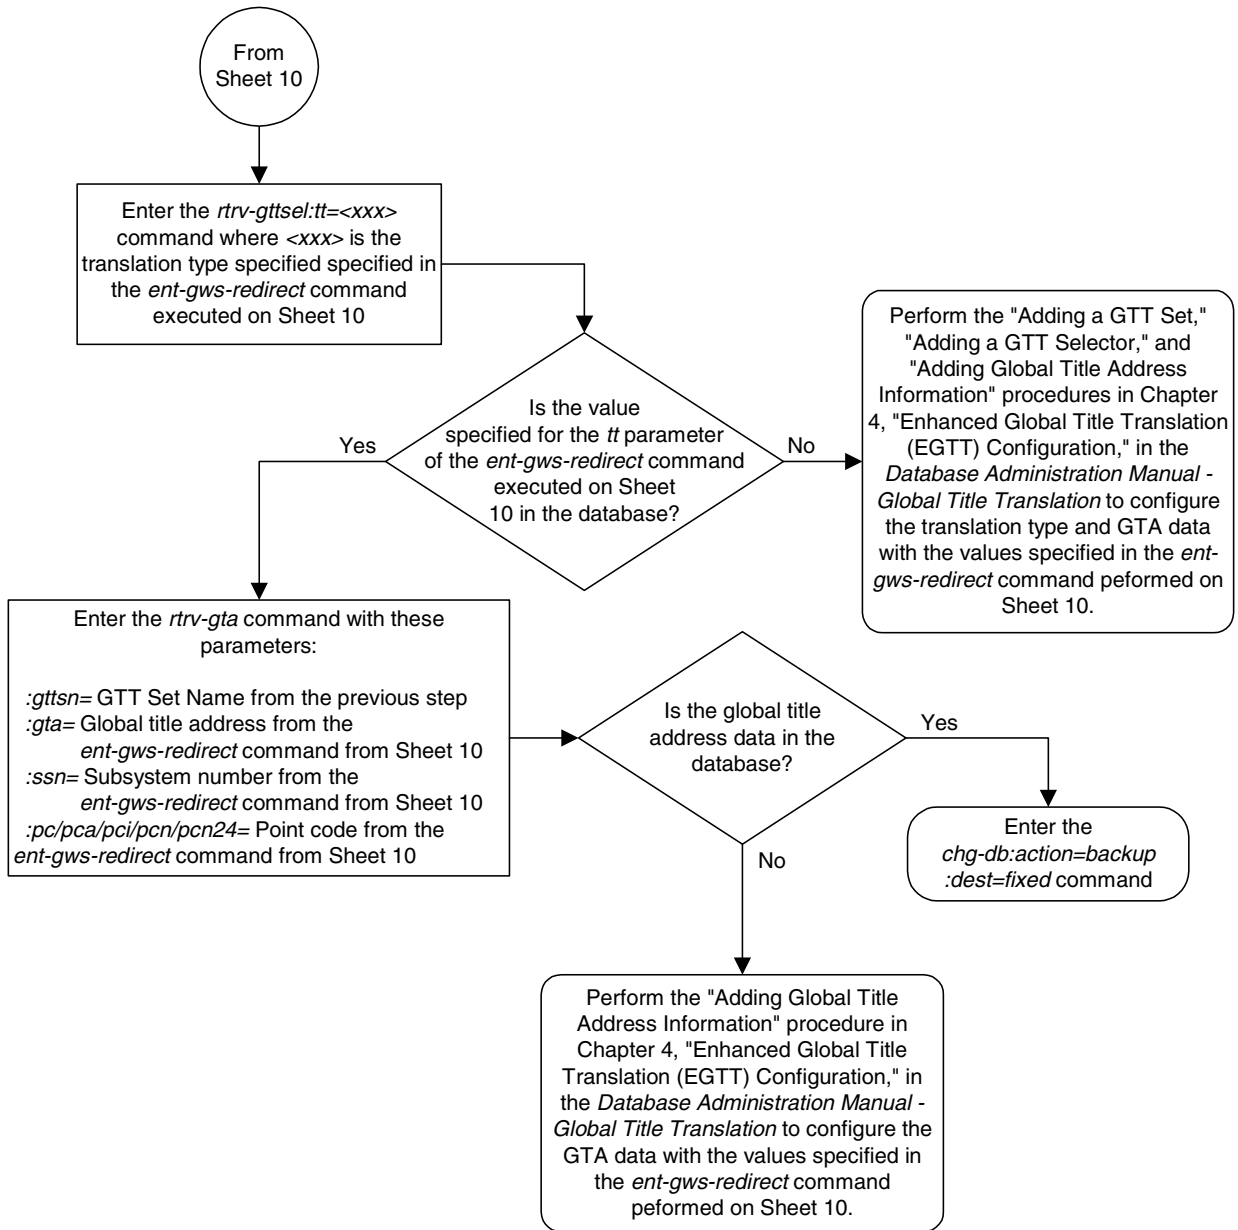 From
Sheet 10
Enter the rtrv-gttsel:tt=<xxx>
command where <xxx> is the
translation type specified specified in
the ent-gws-redirect command
executed on Sheet 10
Is the value
specified for the tt parameter
of the ent-gws-redirect command
executed on Sheet
10 in the database?
Yes
No
Perform the "Adding a GTT Set,"
"Adding a GTT Selector," and
"Adding Global Title Address
Information" procedures in Chapter
4, "Enhanced Global Title Translation
(EGTT) Configuration," in the
Database Administration Manual -
Global Title Translation to configure
the translation type and GTA data
with the values specified in the ent-
gws-redirect command peformed on
Sheet 10.
Enter the rtrv-gta command with these
parameters:
:gttsn= GTT Set Name from the previous step
:gta= Global title address from the
ent-gws-redirect command from Sheet 10
:ssn= Subsystem number from the
ent-gws-redirect command from Sheet 10
:pc/pca/pci/pcn/pcn24= Point code from the
ent-gws-redirect command from Sheet 10
Is the global title
address data in the
database?
Yes
No
Enter the
chg-db:action=backup
:dest=fixed command
Perform the "Adding Global Title
Address Information" procedure in
Chapter 4, "Enhanced Global Title
Translation (EGTT) Configuration," in
the Database Administration Manual -
Global Title Translation to configure the
GTA data with the values specified in
the ent-gws-redirect command
peformed on Sheet 10.